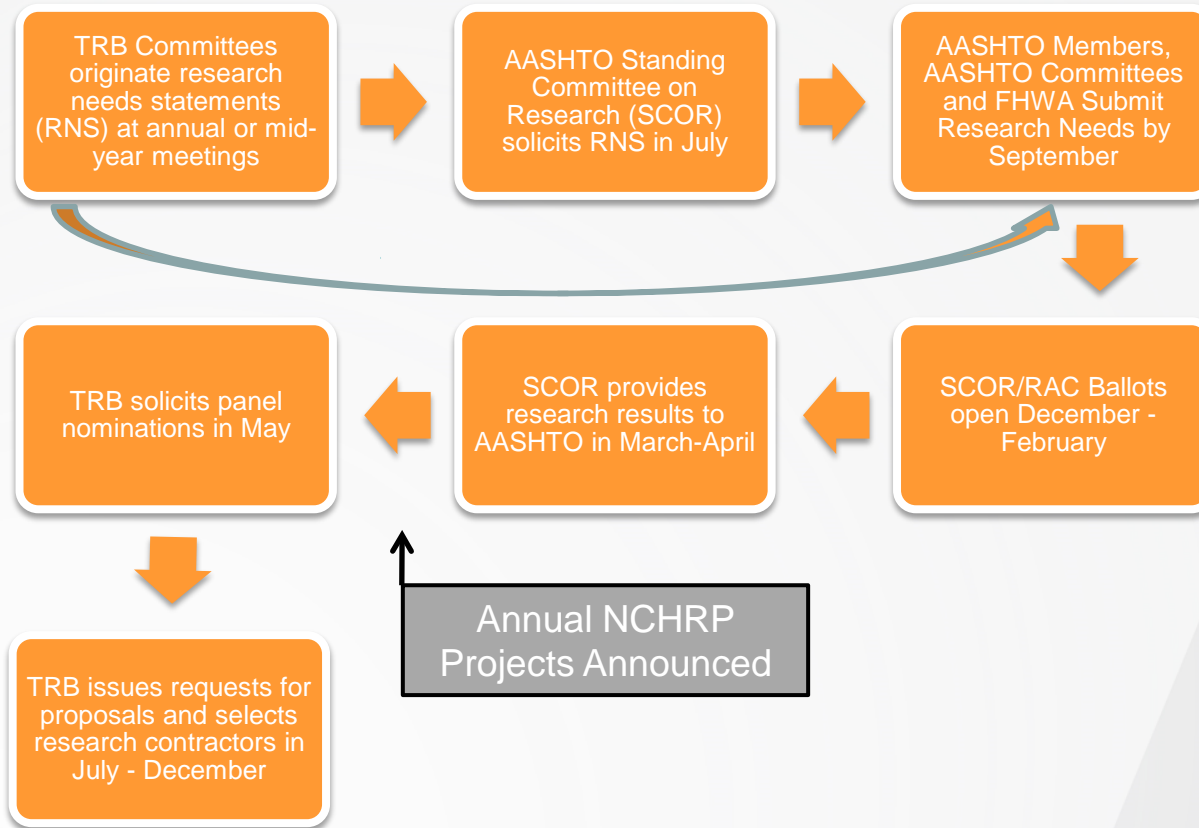 TRB Committees
originate research
needs statements
(RNS) at annual or mid-
year meetings
AASHTO Standing
Committee on
Research (SCOR)
solicits RNS in July
AASHTO Members,
AASHTO Committees
and FHWA Submit
Research Needs by
September
SCOR/RAC Ballots
open December -
February
SCOR provides
research results to
AASHTO in March-April
TRB solicits panel
nominations in May
Annual NCHRP
Projects Announced
TRB issues requests for
proposals and selects
research contractors in
July - December